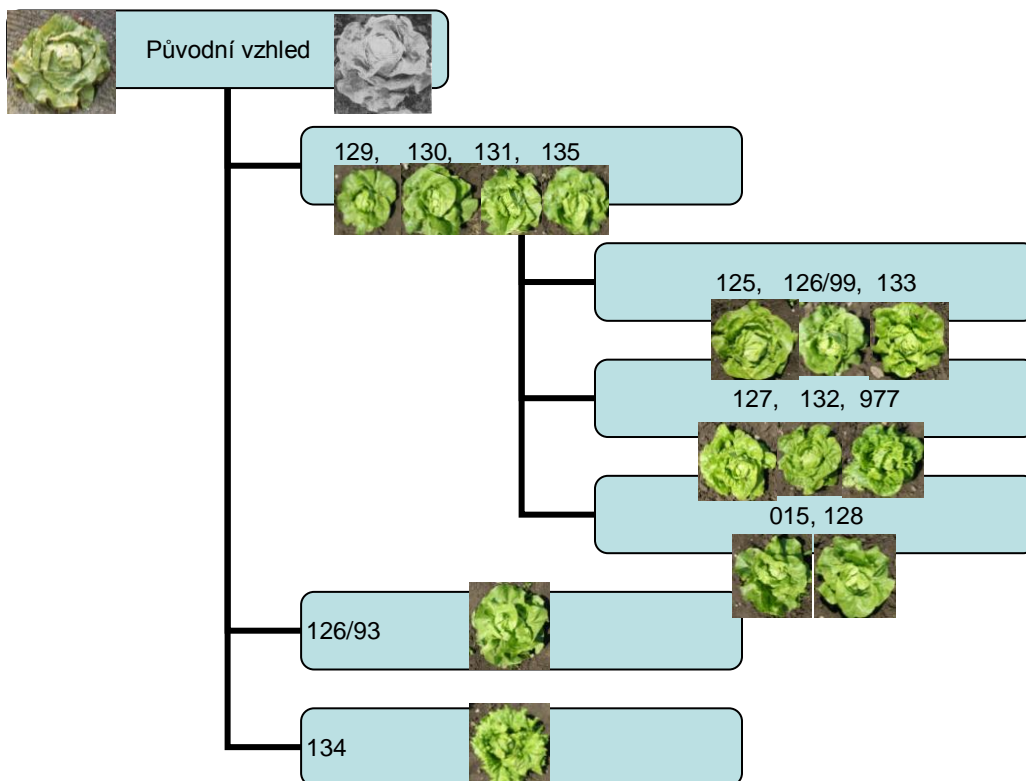 Původní vzhled
129, 130, 131, 135
125, 126/99, 133
127, 132, 977
015, 128
126/93
134